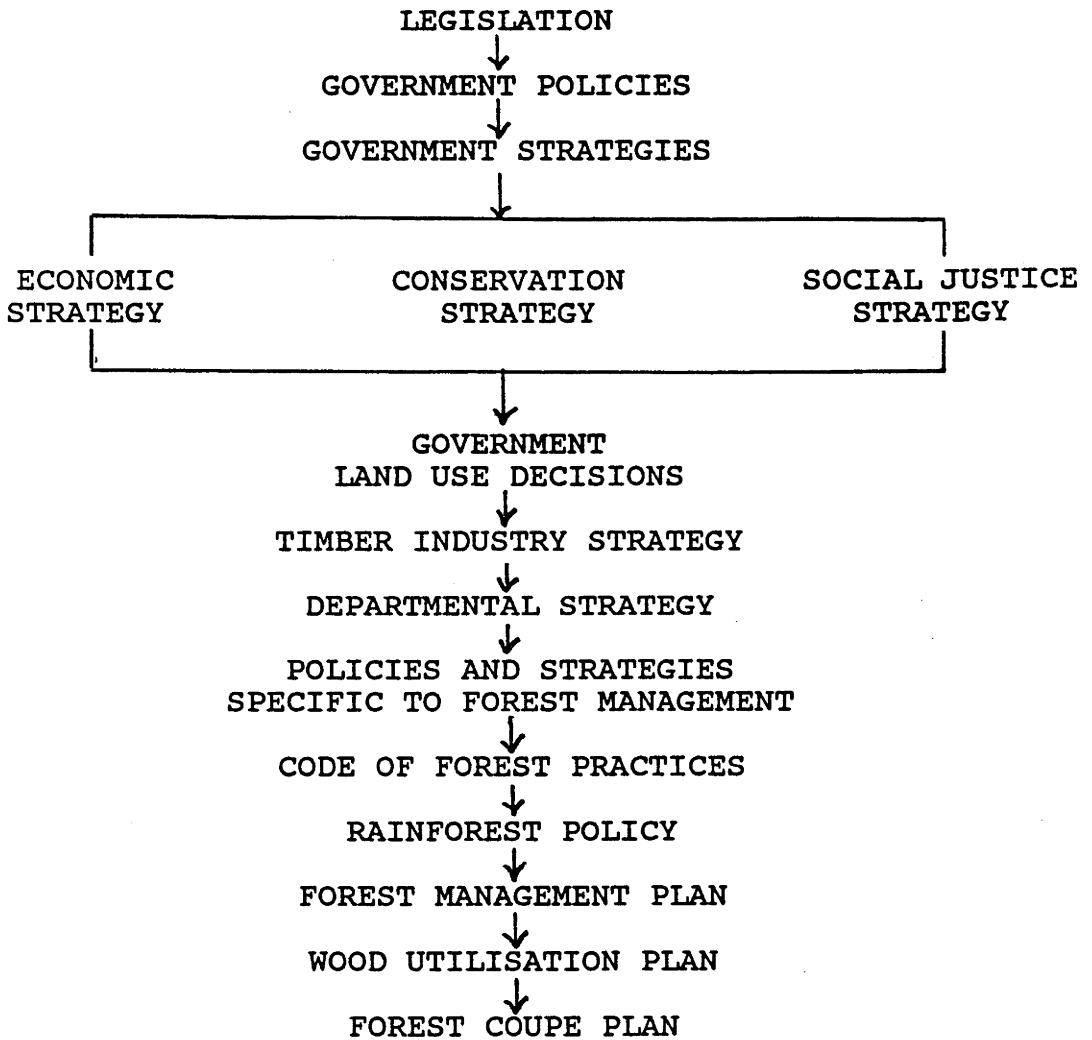 LEGISLATION
GOVERNMENT POLICIES
GOVERNMENT STRATEGIES
ECONOMIC
STRATEGY
CONSERVATION
STRATEGY
SOCIAL JUSTICE
STRATEGY
GOVERNMENT
LAND USE DECISIONS
TIMBER INDUSTRY STRATEGY
DEPARTMENTAL STRATEGY
POLICIES AND STRATEGIES
SPECIFIC TO FOREST MANAGEMENT
CODE OF FOREST PRACTICES
RAINFOREST POLICY
FOREST MANAGEMENT PLAN
WOOD UTILISATION PLAN
FOREST COUPE PLAN